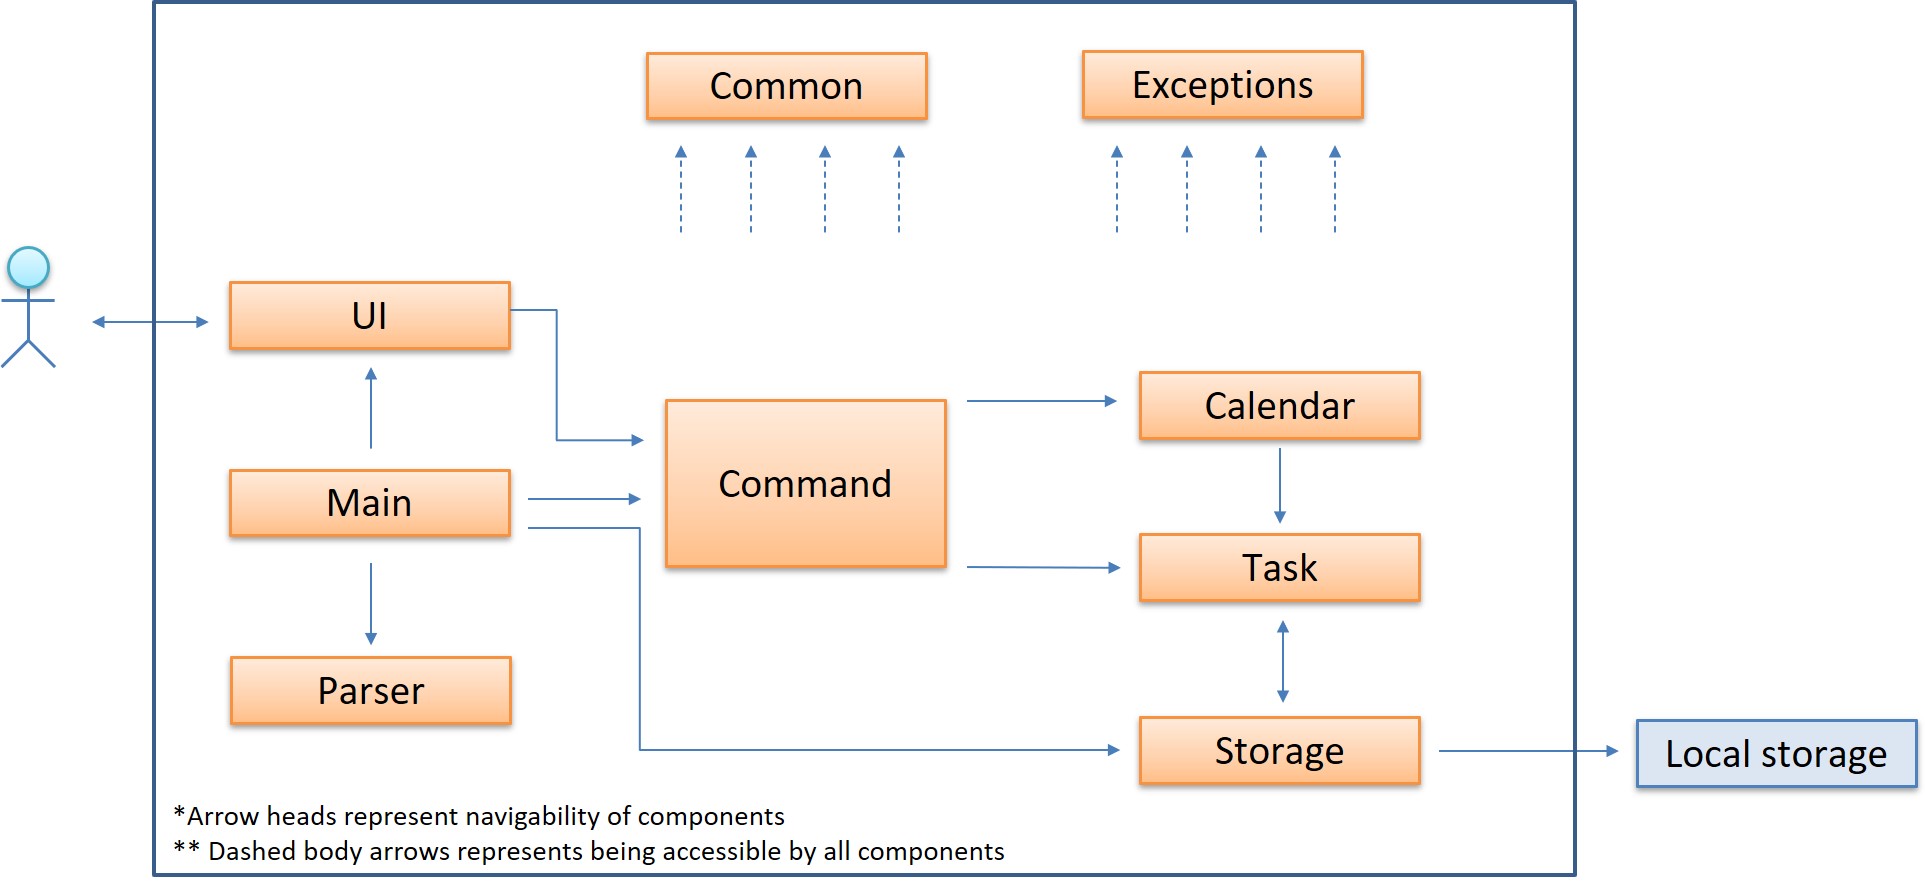 Common
Exceptions
UI
Calendar
Command
Main
Task
Parser
Storage
Local storage
*Arrow heads represent navigability of components
** Dashed body arrows represents being accessible by all components